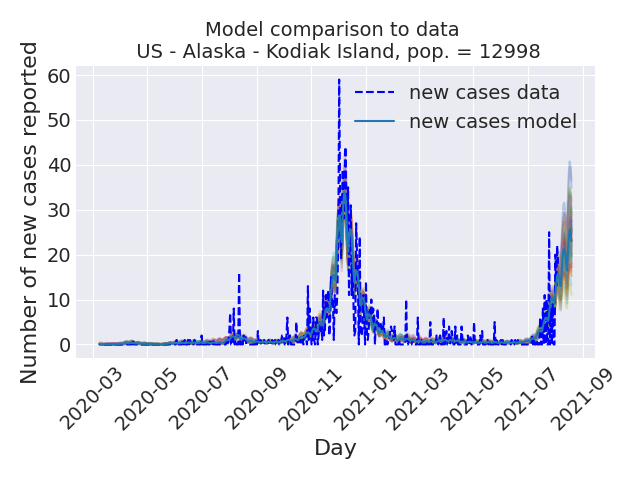 Model comparison to data
US - Alaska - Kodiak Island, pop. = 12998
Number of new cases reported
60
50
40
30
20
10
0
new cases data
new cases model
2020-03
2020-05
2020-07
2020-09
2020-11
2021-01
2021-03
2021-05
2021-07
2021-09
Day